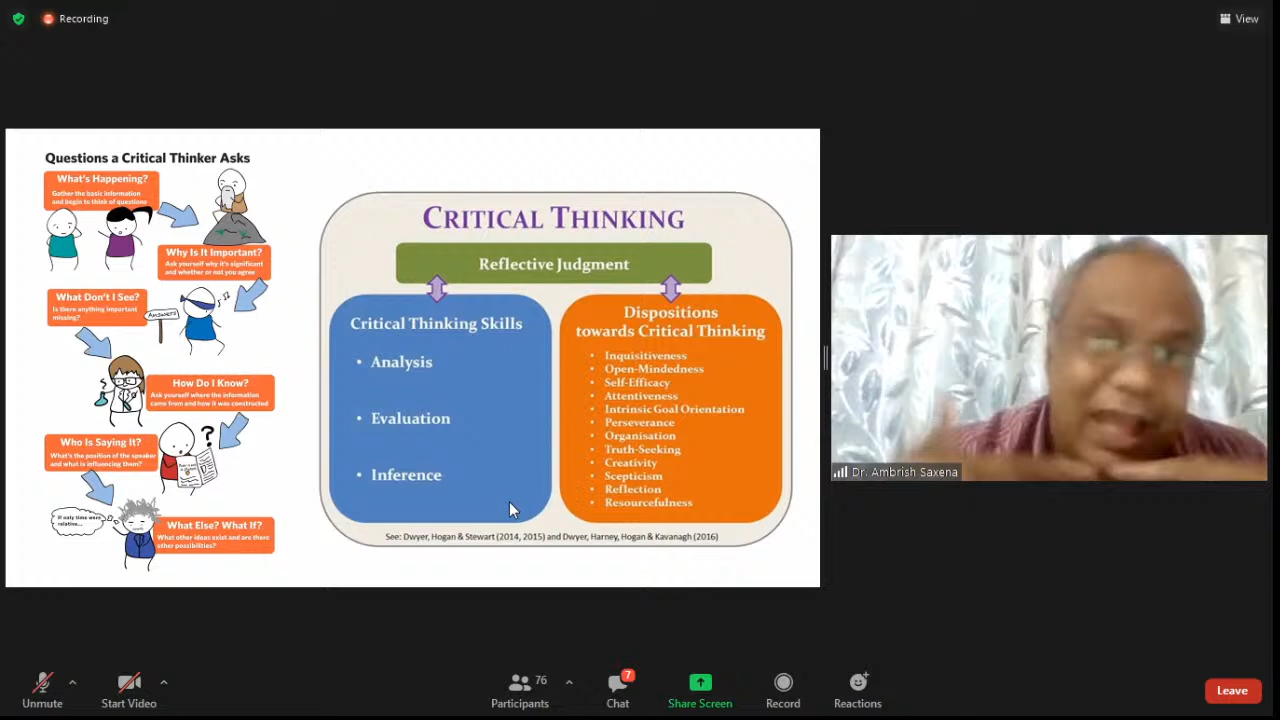 Recording
View
Questions a Critical Thinker Asks
What's Happening?
Gather the basic information
and begin to think of questions
Why Is It Important?
Ask yourself why it's significant
and whether or not you agree
What Don't I See?
Is there anything important
missing?
ANSWERS
How Do I Know?
Ask yourself where the information
came from and how it was constructed
Who Is Saying It?
What's the position of the speaker
and what is influencing them?
?
If only time were
relative...
What Else? What If?
What other ideas exist and are there
other possibilities?
CRITICAL THINKING
Reflective Judgment
Critical Thinking Skills
• Analysis
• Evaluation
• Inference
Dispositions
towards Critical Thinking
• Inquisitiveness
• Open-Mindedness
• Self-Efficacy
• Attentiveness
• Intrinsic Goal Orientation
• Perseverance
• Organisation
• Truth-Seeking
• Creativity
• Scepticism
• Reflection
• Resourcefulness
See: Dwyer, Hogan & Stewart (2014, 2015) and Dwyer, Harney, Hogan & Kavanagh (2016)
Dr. Ambrish Saxena
Unmute
Start Video
76
Participants
7
Chat
Share Screen
Record
Reactions
Leave